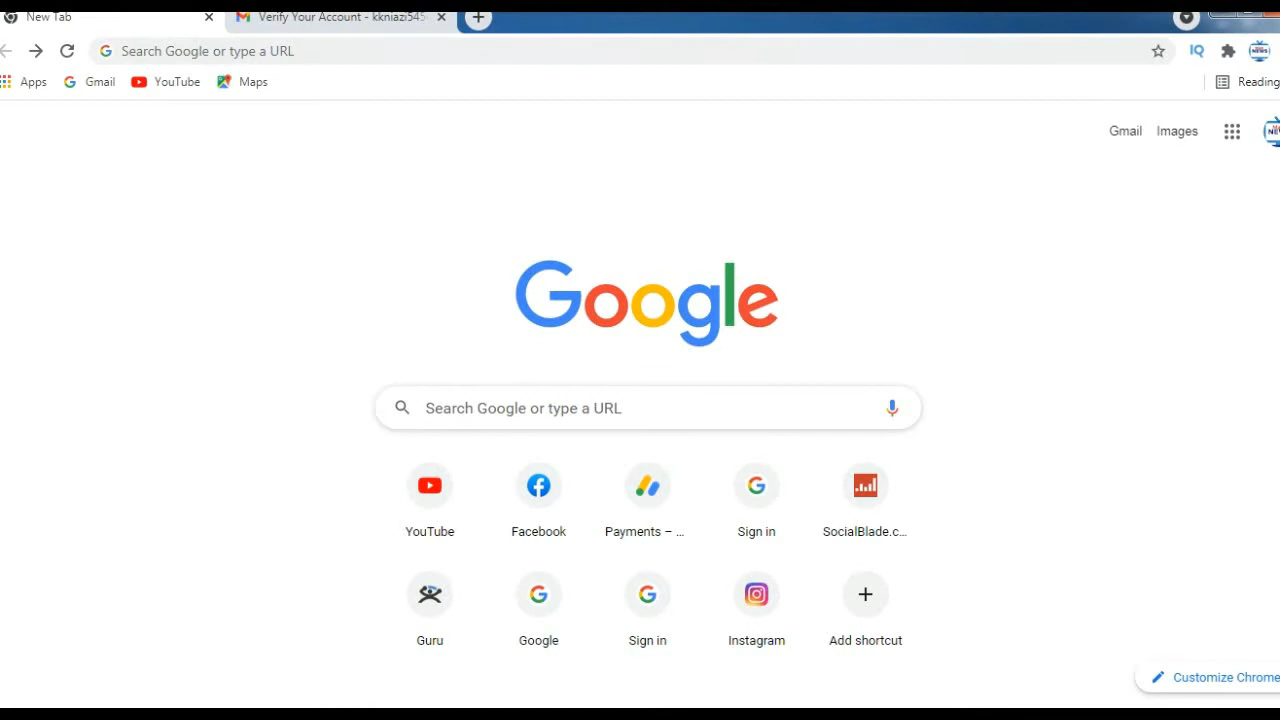 New Tab
Verify Your Account - kkniazi545
Search Google or type a URL
IQ
Apps
Gmail
YouTube
Maps
Reading
Gmail
Images
Google
Search Google or type a URL
YouTube
Facebook
Payments – ...
Sign in
SocialBlade.c...
Guru
Google
Sign in
Instagram
Add shortcut
Customize Chrome